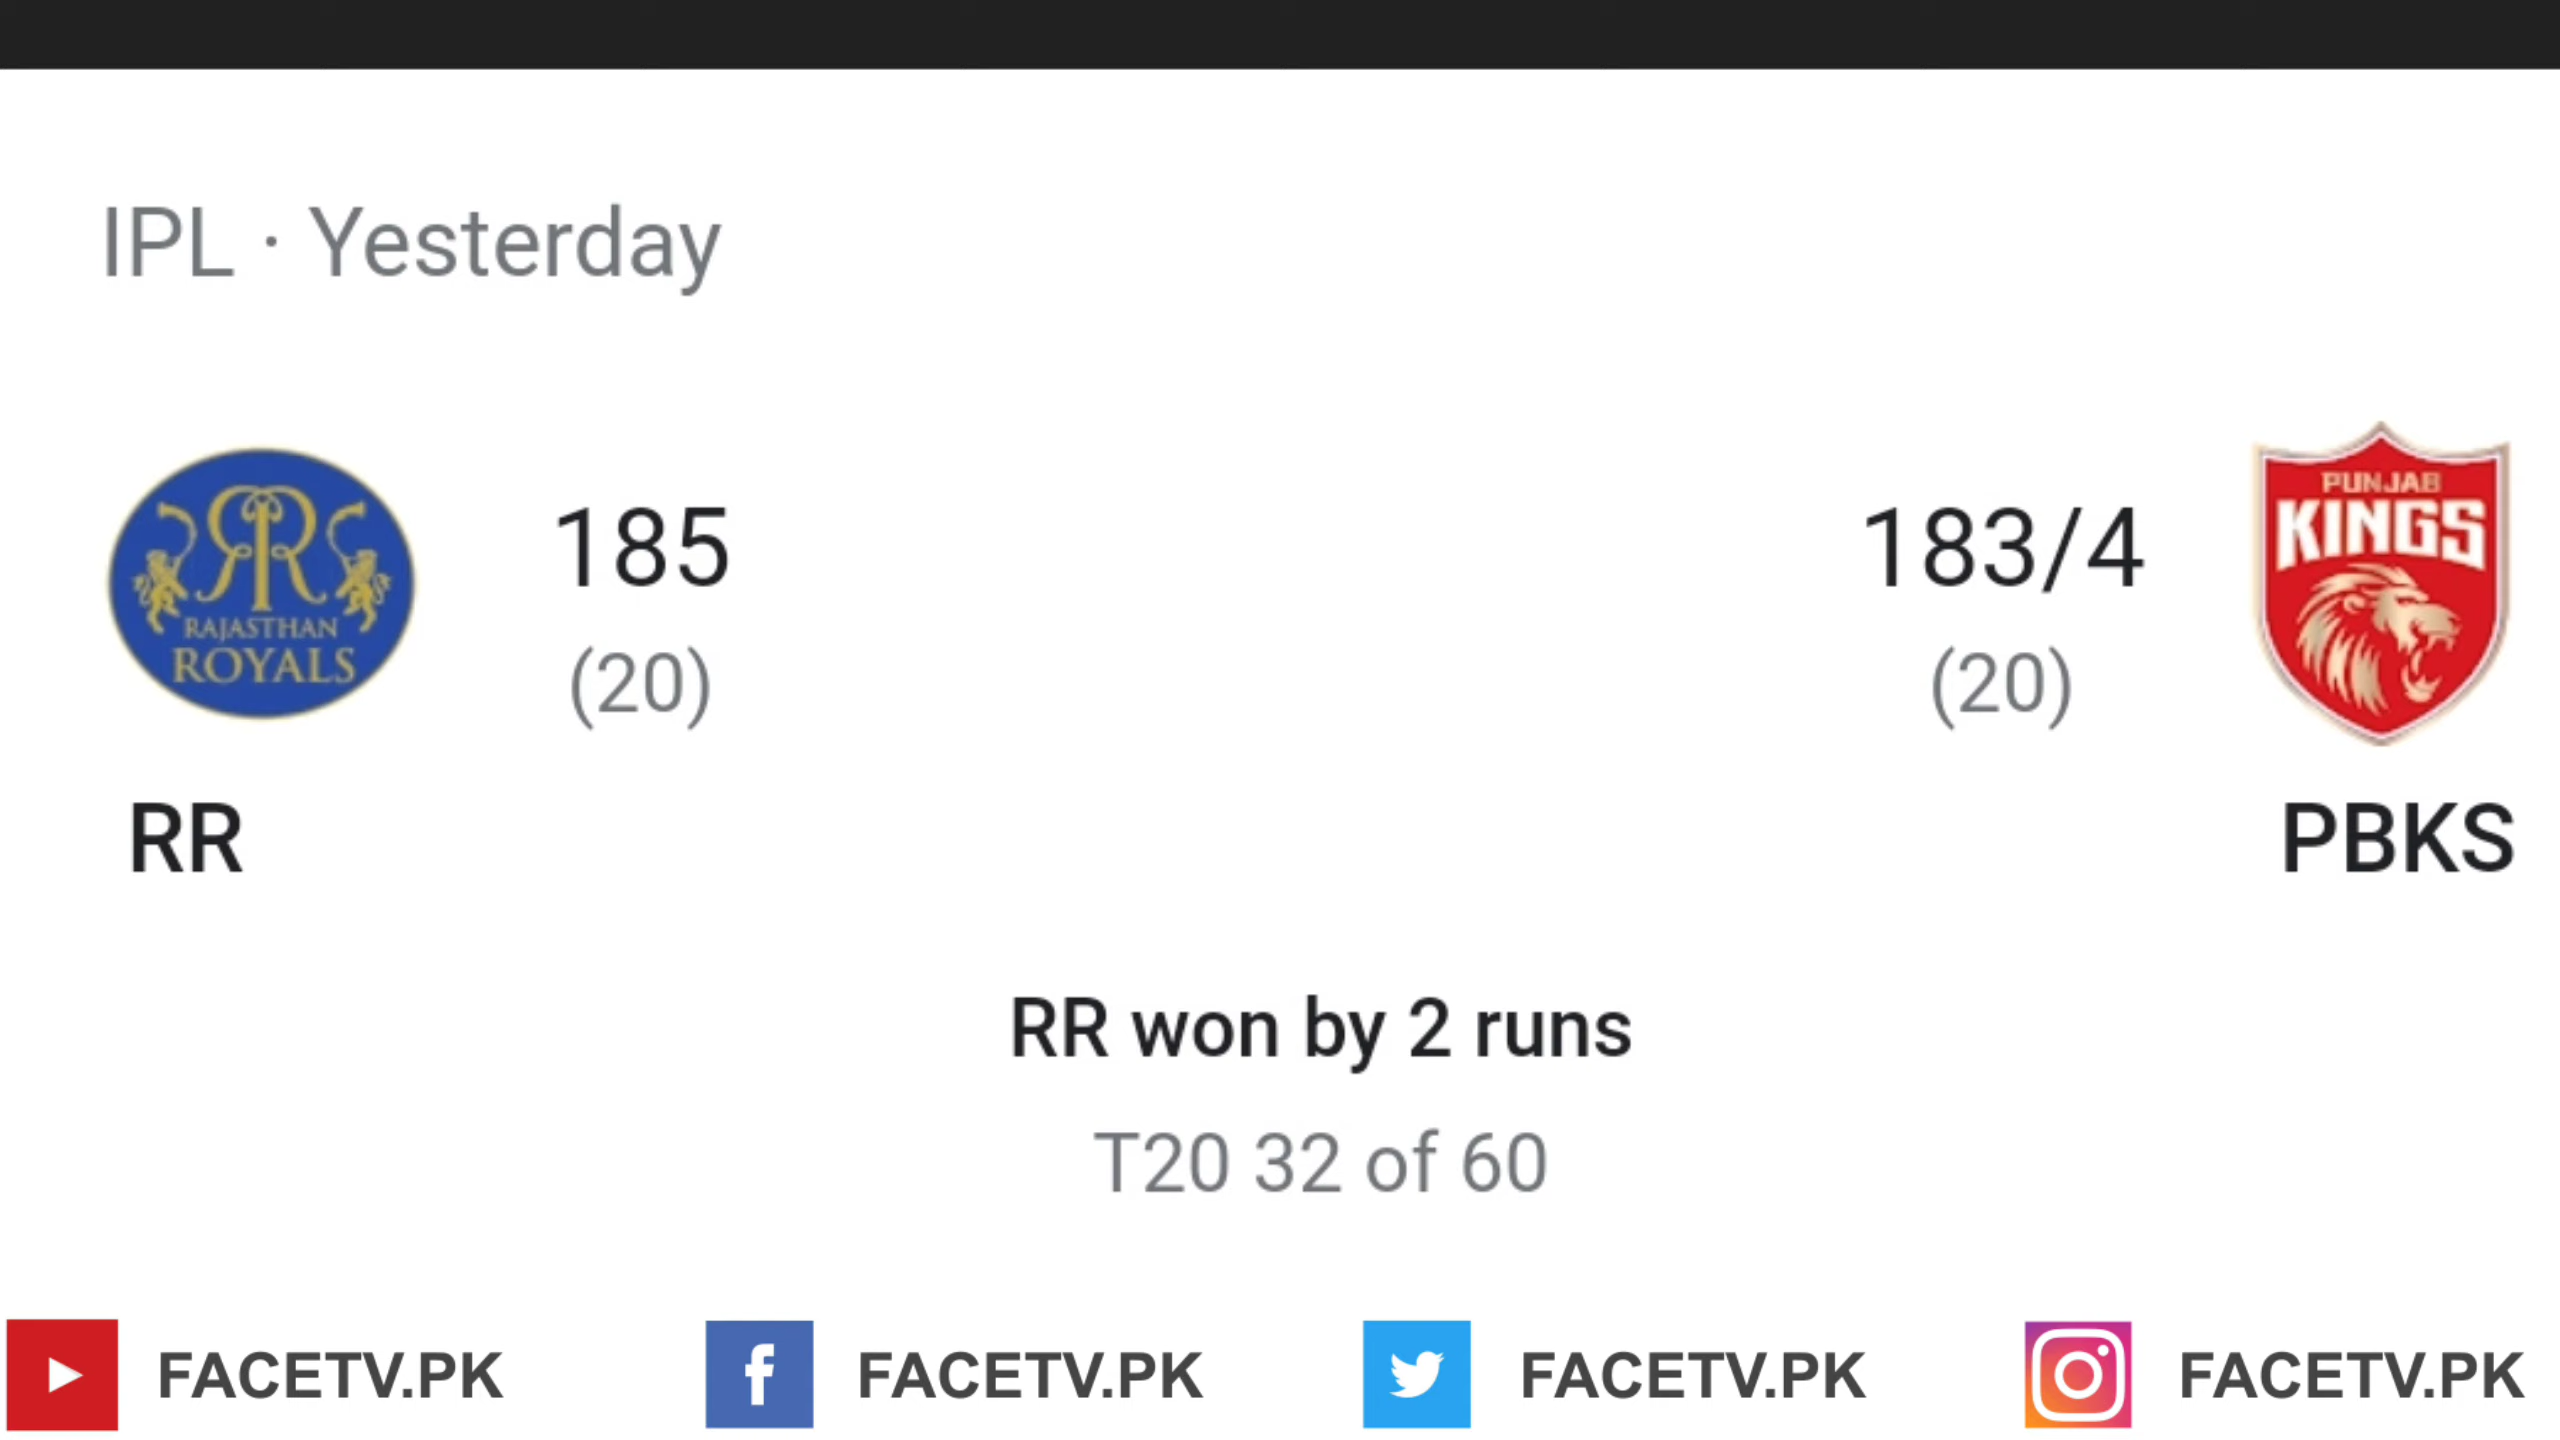 IPL · Yesterday
RR
RAJASTHAN
ROYALS
185
(20)
183/4
(20)
PUNJAB
KINGS
RR
PBKS
RR won by 2 runs
T20 32 of 60
FACETV.PK
f
FACETV.PK
FACETV.PK
FACETV.PK